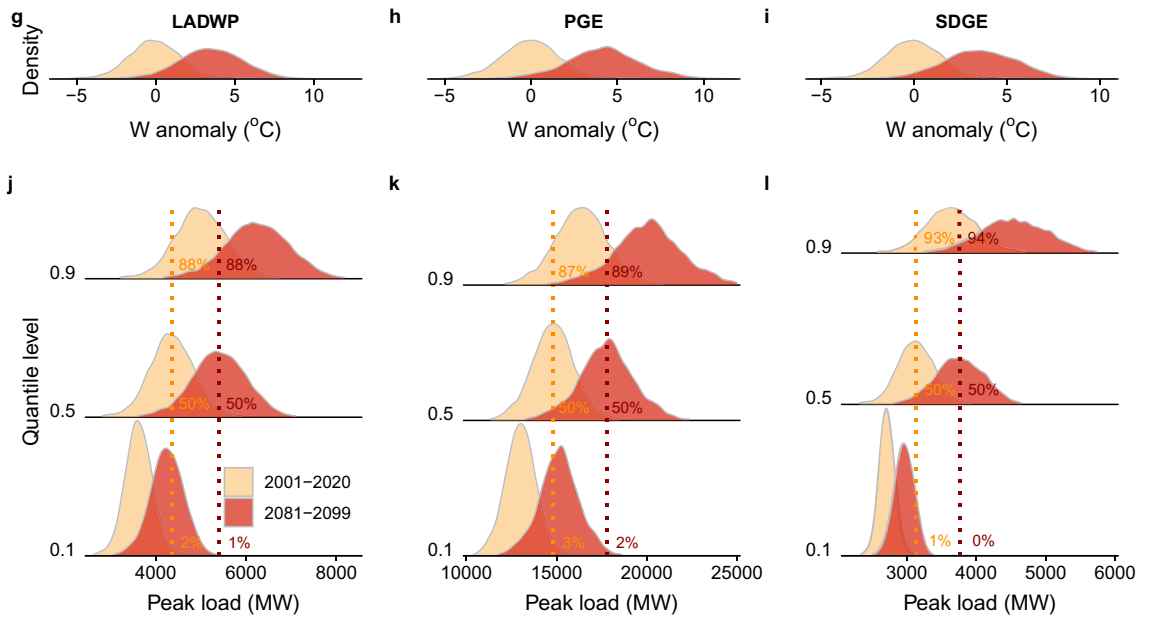 g LADWP h PGE i SDGE
Density
−5 0 5 10 −5 0 5 10 −5 0 5 10
W anomaly (°C) W anomaly (°C) W anomaly (°C)
j k l
Quantile level
0.9 88% 88% 0.9 87% 89% 0.9 93% 94%
0.5 50% 50% 0.5 50% 50% 0.5 50% 50%
2001−2020
2081−2099
0.1 2% 1% 0.1 3% 2% 0.1 1% 0%
4000 6000 8000 10000 15000 20000 25000 3000 4000 5000 6000
Peak load (MW) Peak load (MW) Peak load (MW)